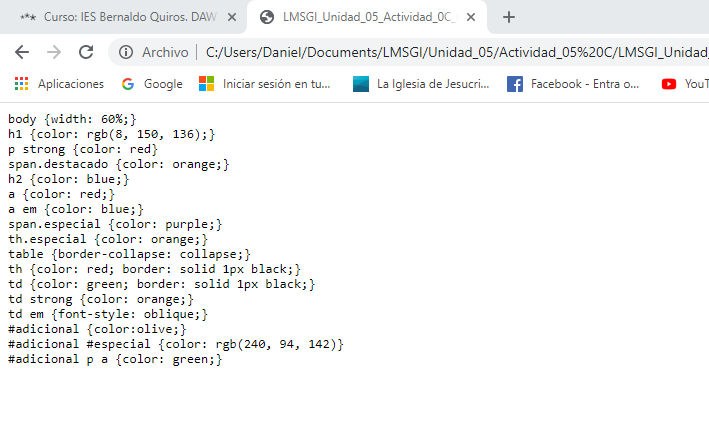 Curso: IES Bernaldo Quiros. DAW
LMSGI_Unidad_05_Actividad_0C_
Archivo
C:/Users/Daniel/Documents/LMSGI/Unidad_05/Actividad_05%20C/LMSGI_Unidad_
Aplicaciones
Google
Iniciar sesión en tu...
La Iglesia de Jesucri...
Facebook - Entra o...
YouT
body {width: 60%;}
h1 {color: rgb(8, 150, 136);}
p strong {color: red}
span.destacado {color: orange;}
h2 {color: blue;}
a {color: red;}
a em {color: blue;}
span.especial {color: purple;}
th.especial {color: orange;}
table {border-collapse: collapse;}
th {color: red; border: solid 1px black;}
td {color: green; border: solid 1px black;}
td strong {color: orange;}
td em {font-style: oblique;}
#adicional {color:olive;}
#adicional #especial {color: rgb(240, 94, 142)}
#adicional p a {color: green;}